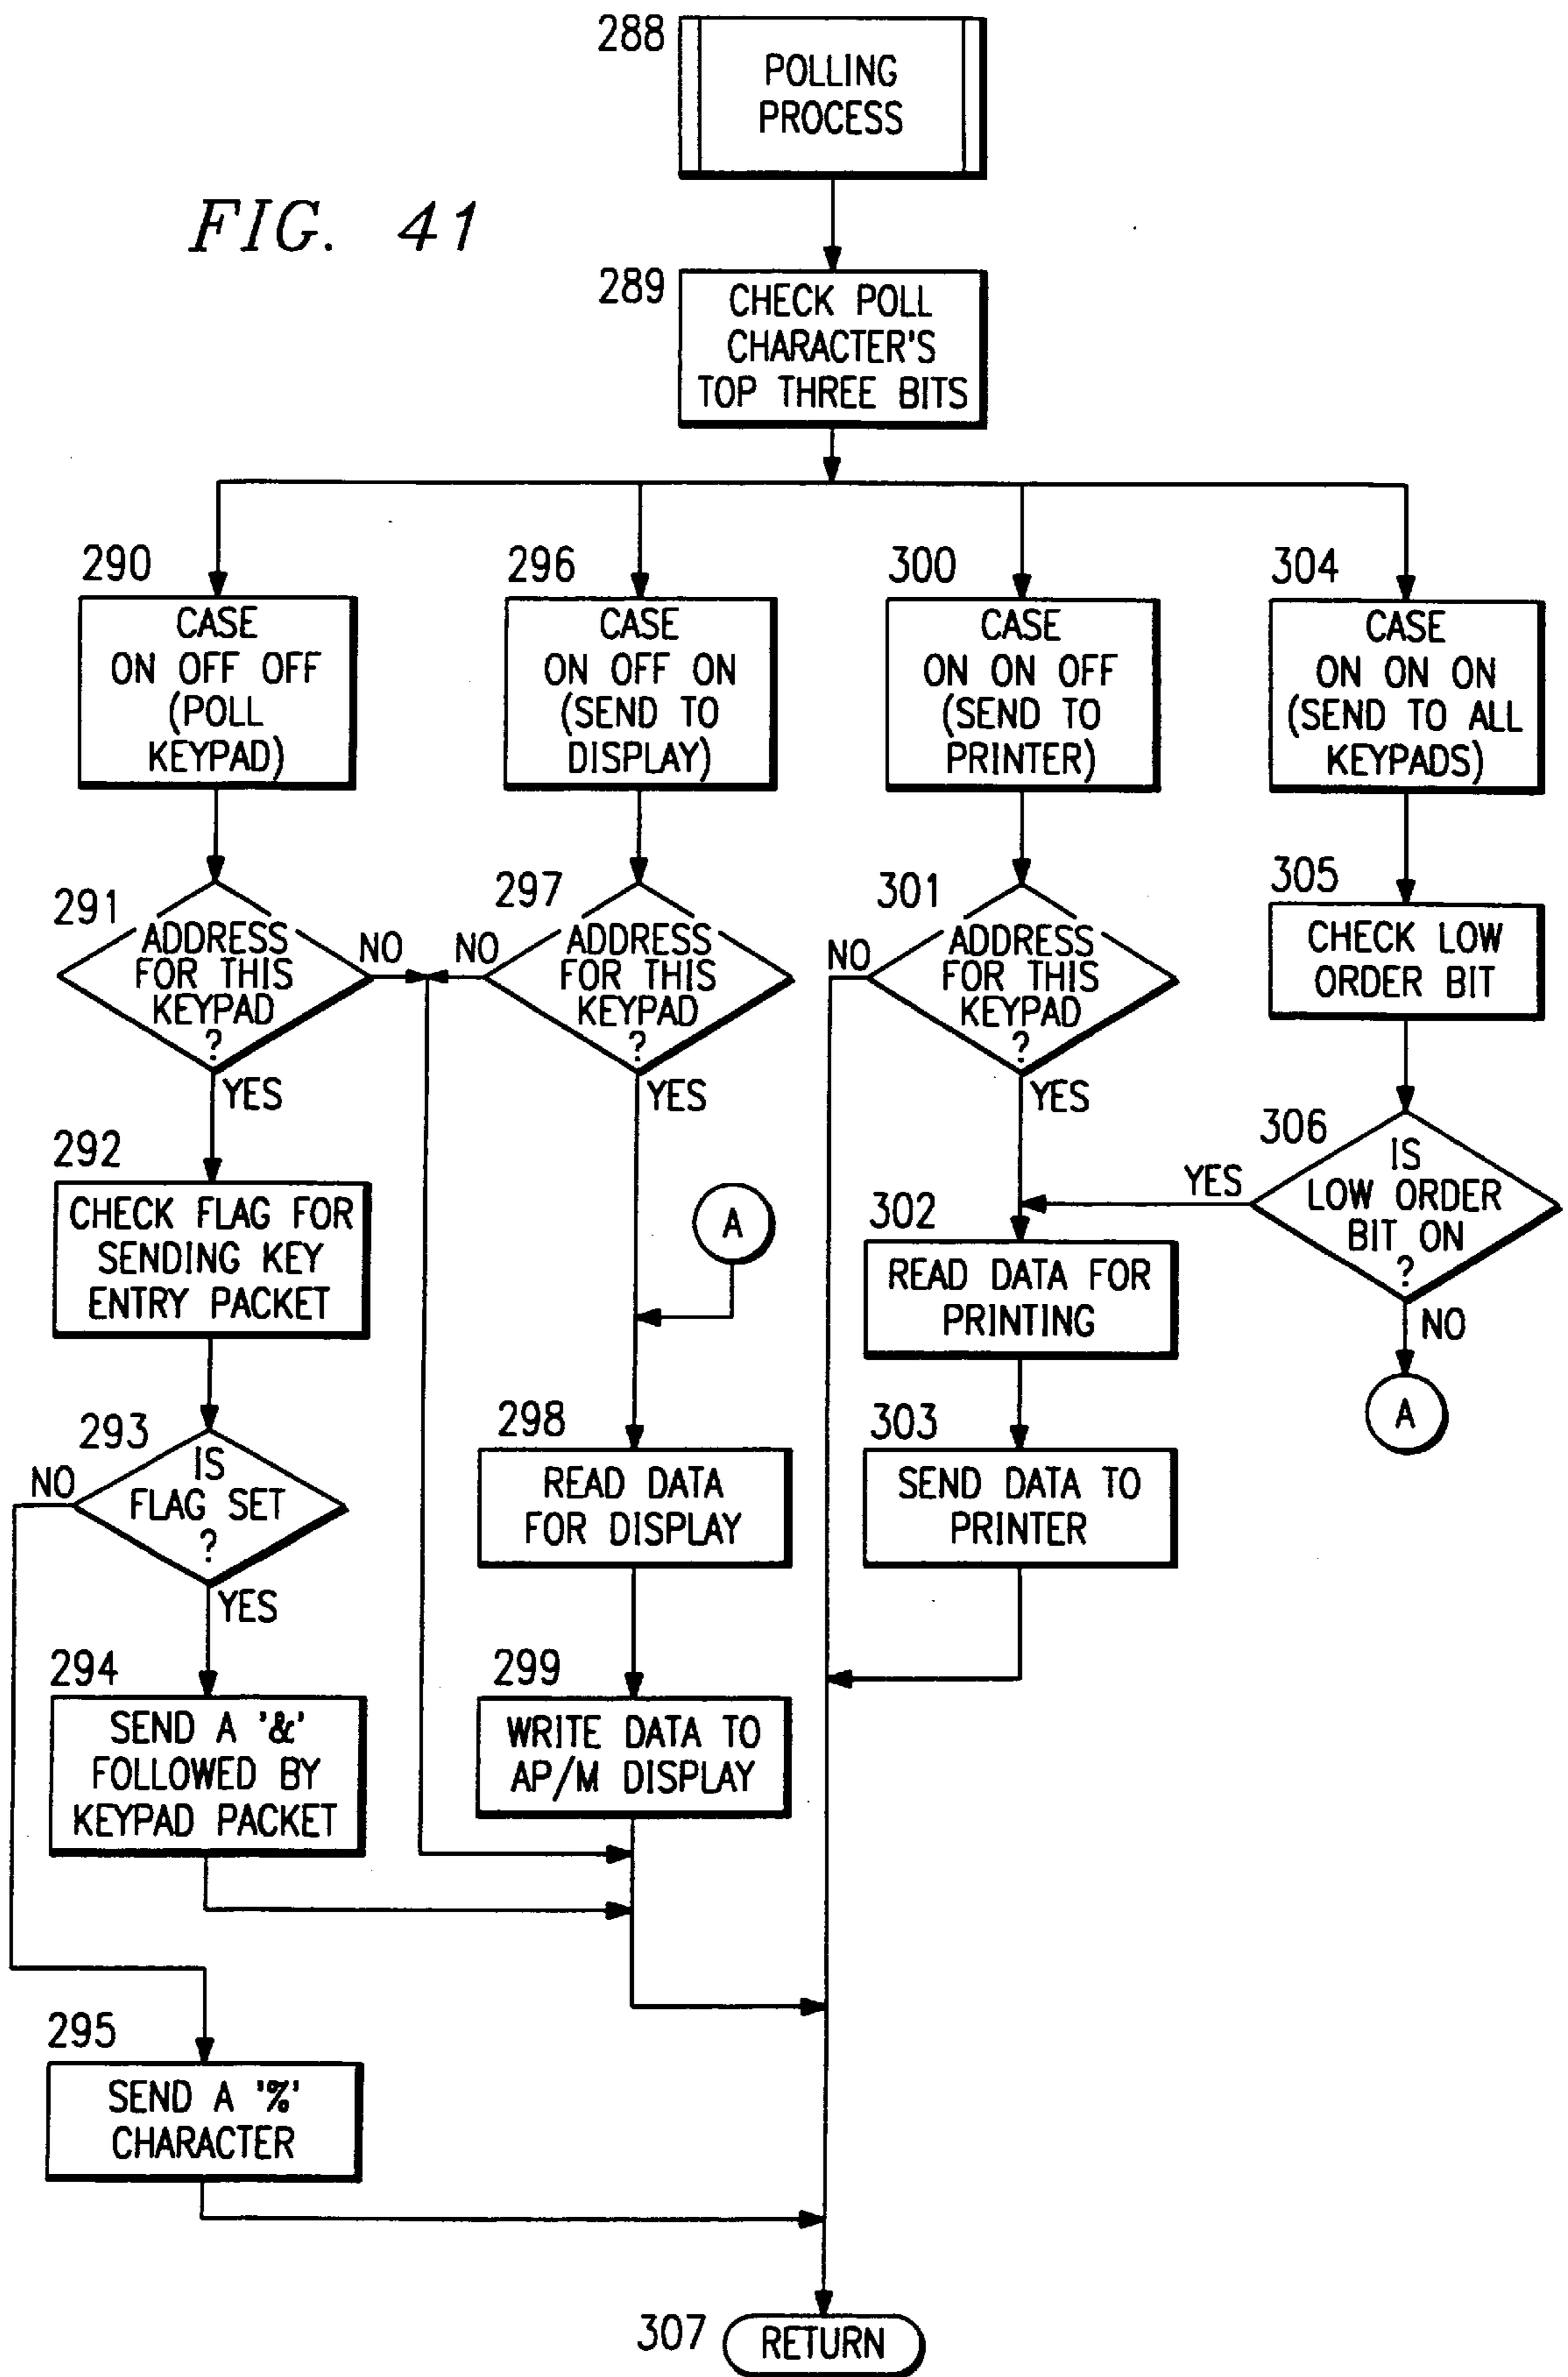 288
POLLING
PROCESS
FIG. 41
289
CHECK POLL
CHARACTER'S
TOP THREE BITS
290
CASE
ON OFF OFF
(POLL
KEYPAD)
296
CASE
ON OFF ON
(SEND TO
DISPLAY)
300
CASE
ON ON OFF
(SEND TO
PRINTER)
304
CASE
ON ON ON
(SEND TO ALL
KEYPADS)
291
ADDRESS
FOR THIS
KEYPAD
?
NO
YES
297
ADDRESS
FOR THIS
KEYPAD
?
NO
YES
301
ADDRESS
FOR THIS
KEYPAD
?
NO
YES
305
CHECK LOW
ORDER BIT
306
IS
LOW ORDER
BIT ON
?
YES
NO
A
292
CHECK FLAG FOR
SENDING KEY
ENTRY PACKET
A
302
READ DATA FOR
PRINTING
293
IS
FLAG SET
?
NO
YES
298
READ DATA
FOR DISPLAY
303
SEND DATA TO
PRINTER
294
SEND A '&'
FOLLOWED BY
KEYPAD PACKET
299
WRITE DATA TO
AP/M DISPLAY
295
SEND A '%'
CHARACTER
307
RETURN